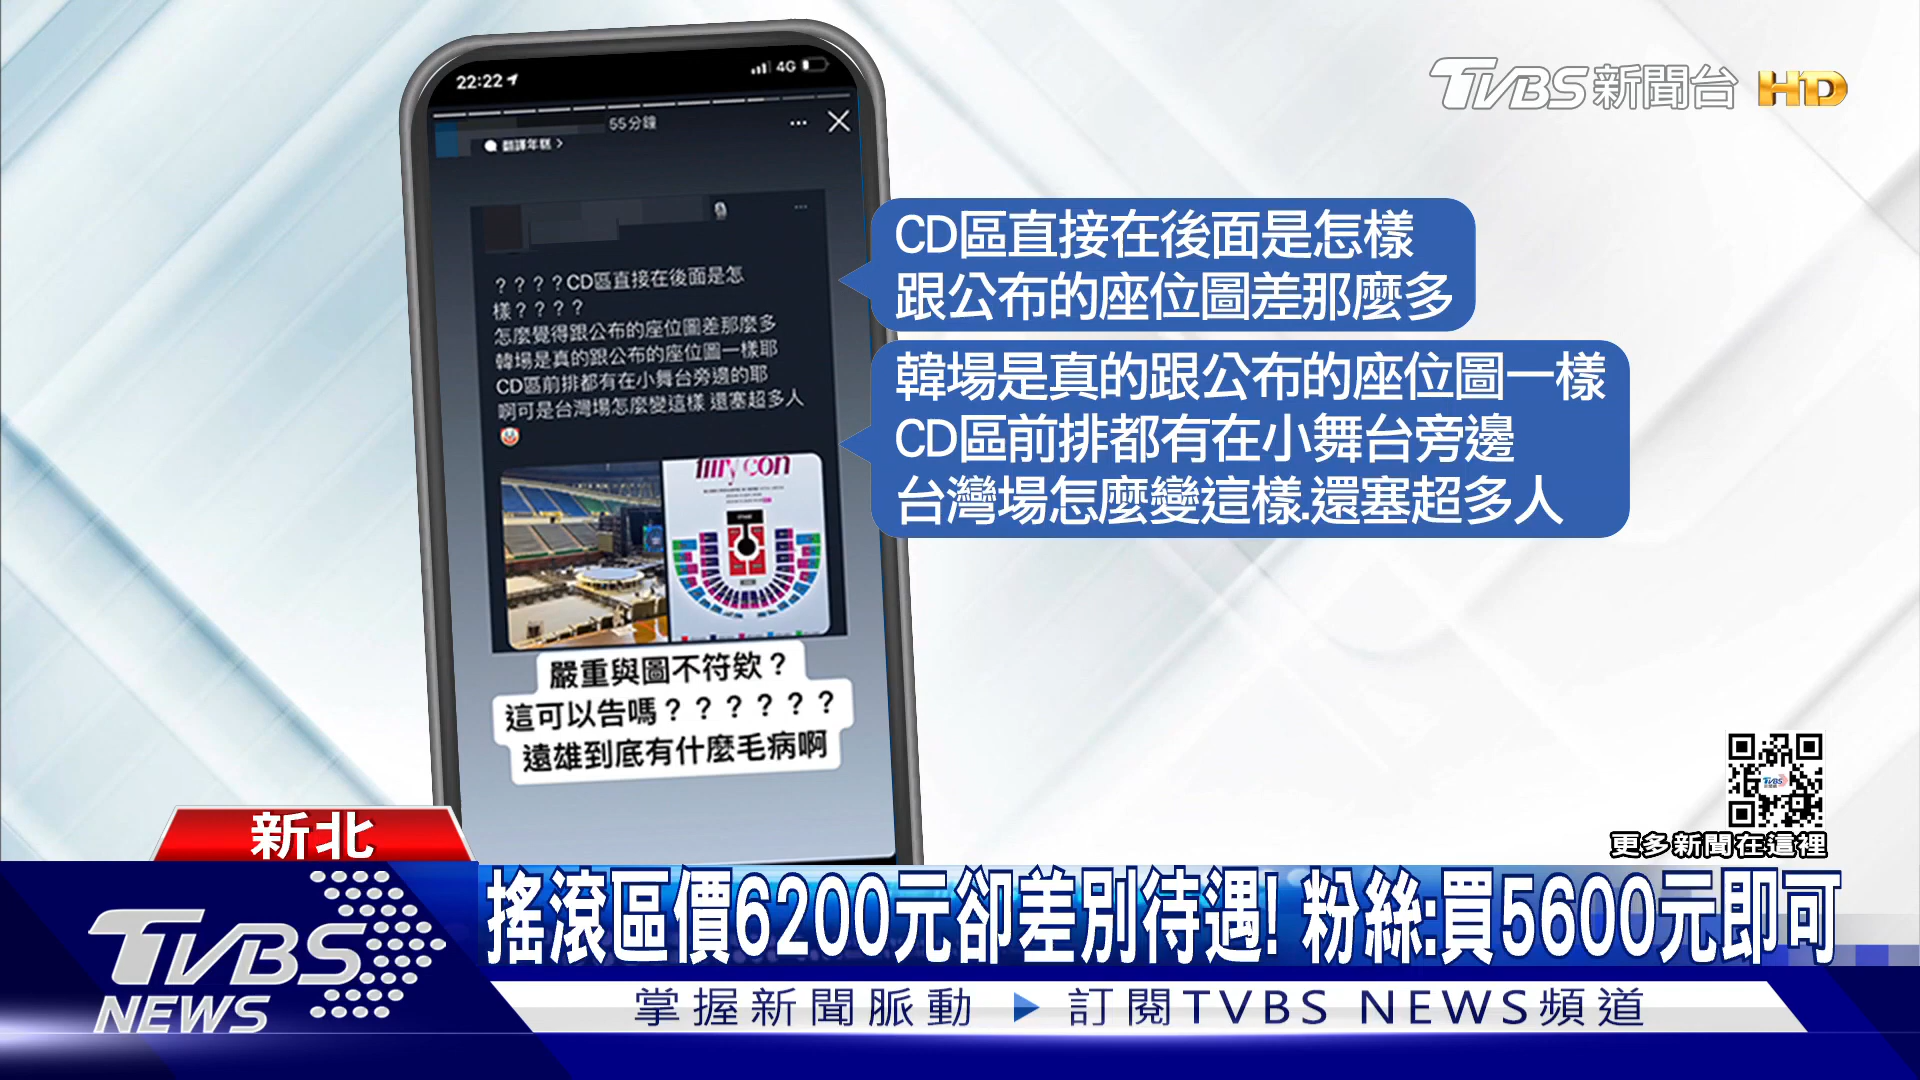 22:22
4G
55分鐘
翻譯年糕 >
？？？？CD區直接在後面是怎
樣？？？？
怎麼覺得跟公布的座位圖差那麼多
韓場是真的跟公布的座位圖一樣耶
CD區前排都有在小舞台旁邊的耶
啊可是台灣場怎麼變這樣 還塞超多人
嚴重與圖不符欸？
這可以告嗎？？？？？？
遠雄到底有什麼毛病啊
CD區直接在後面是怎樣
跟公布的座位圖差那麼多
韓場是真的跟公布的座位圖一樣
CD區前排都有在小舞台旁邊
台灣場怎麼變這樣.還塞超多人
TVBS新聞台 HD
TVBS
更多新聞在這裡
新北
搖滾區價6200元卻差別待遇! 粉絲:買5600元即可
TVBS
NEWS
掌握新聞脈動 ▶ 訂閱TVBS NEWS頻道